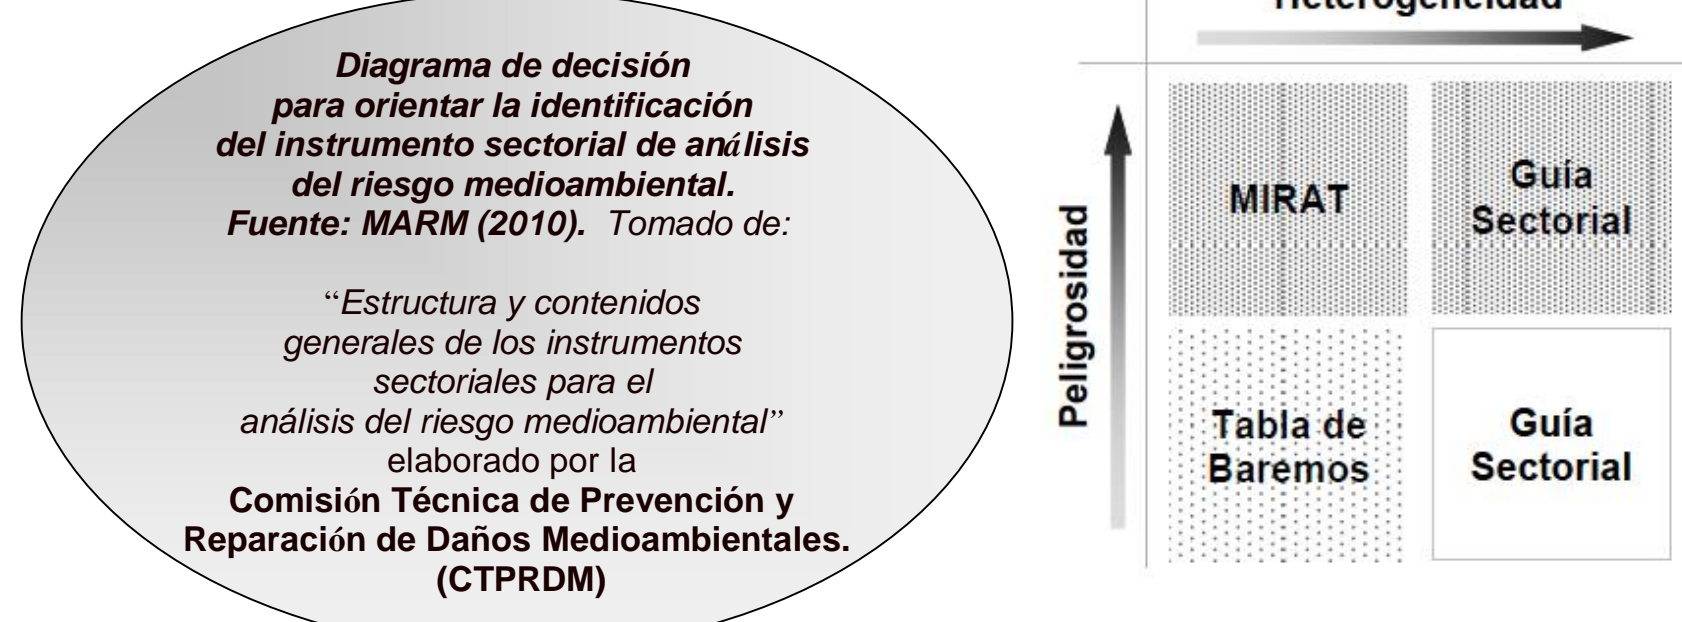 Diagrama de decisión
para orientar la identificación
del instrumento sectorial de análisis
del riesgo medioambiental.
Fuente: MARM (2010). Tomado de:
“Estructura y contenidos
generales de los instrumentos
sectoriales para el
análisis del riesgo medioambiental”
elaborado por la
Comisión Técnica de Prevención y
Reparación de Daños Medioambientales.
(CTPRDM)
Heterogeneidad
Peligrosidad
MIRAT
Guía
Sectorial
Tabla de
Baremos
Guía
Sectorial